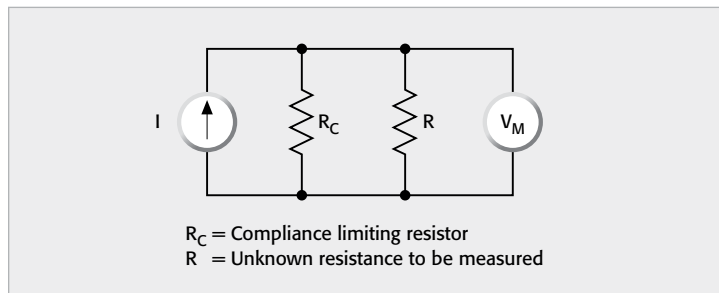 I
R_C
R
V_M
R_C = Compliance limiting resistor
R = Unknown resistance to be measured